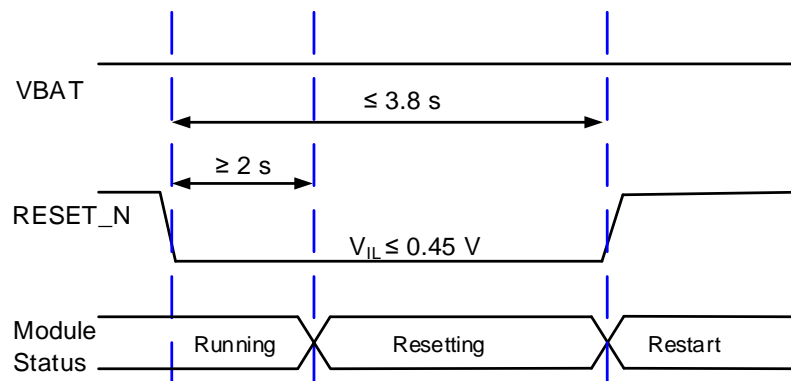 VBAT
≤ 3.8 s
≥ 2 s
RESET_N
VIL ≤ 0.45 V
Module
Status
Running
Resetting
Restart